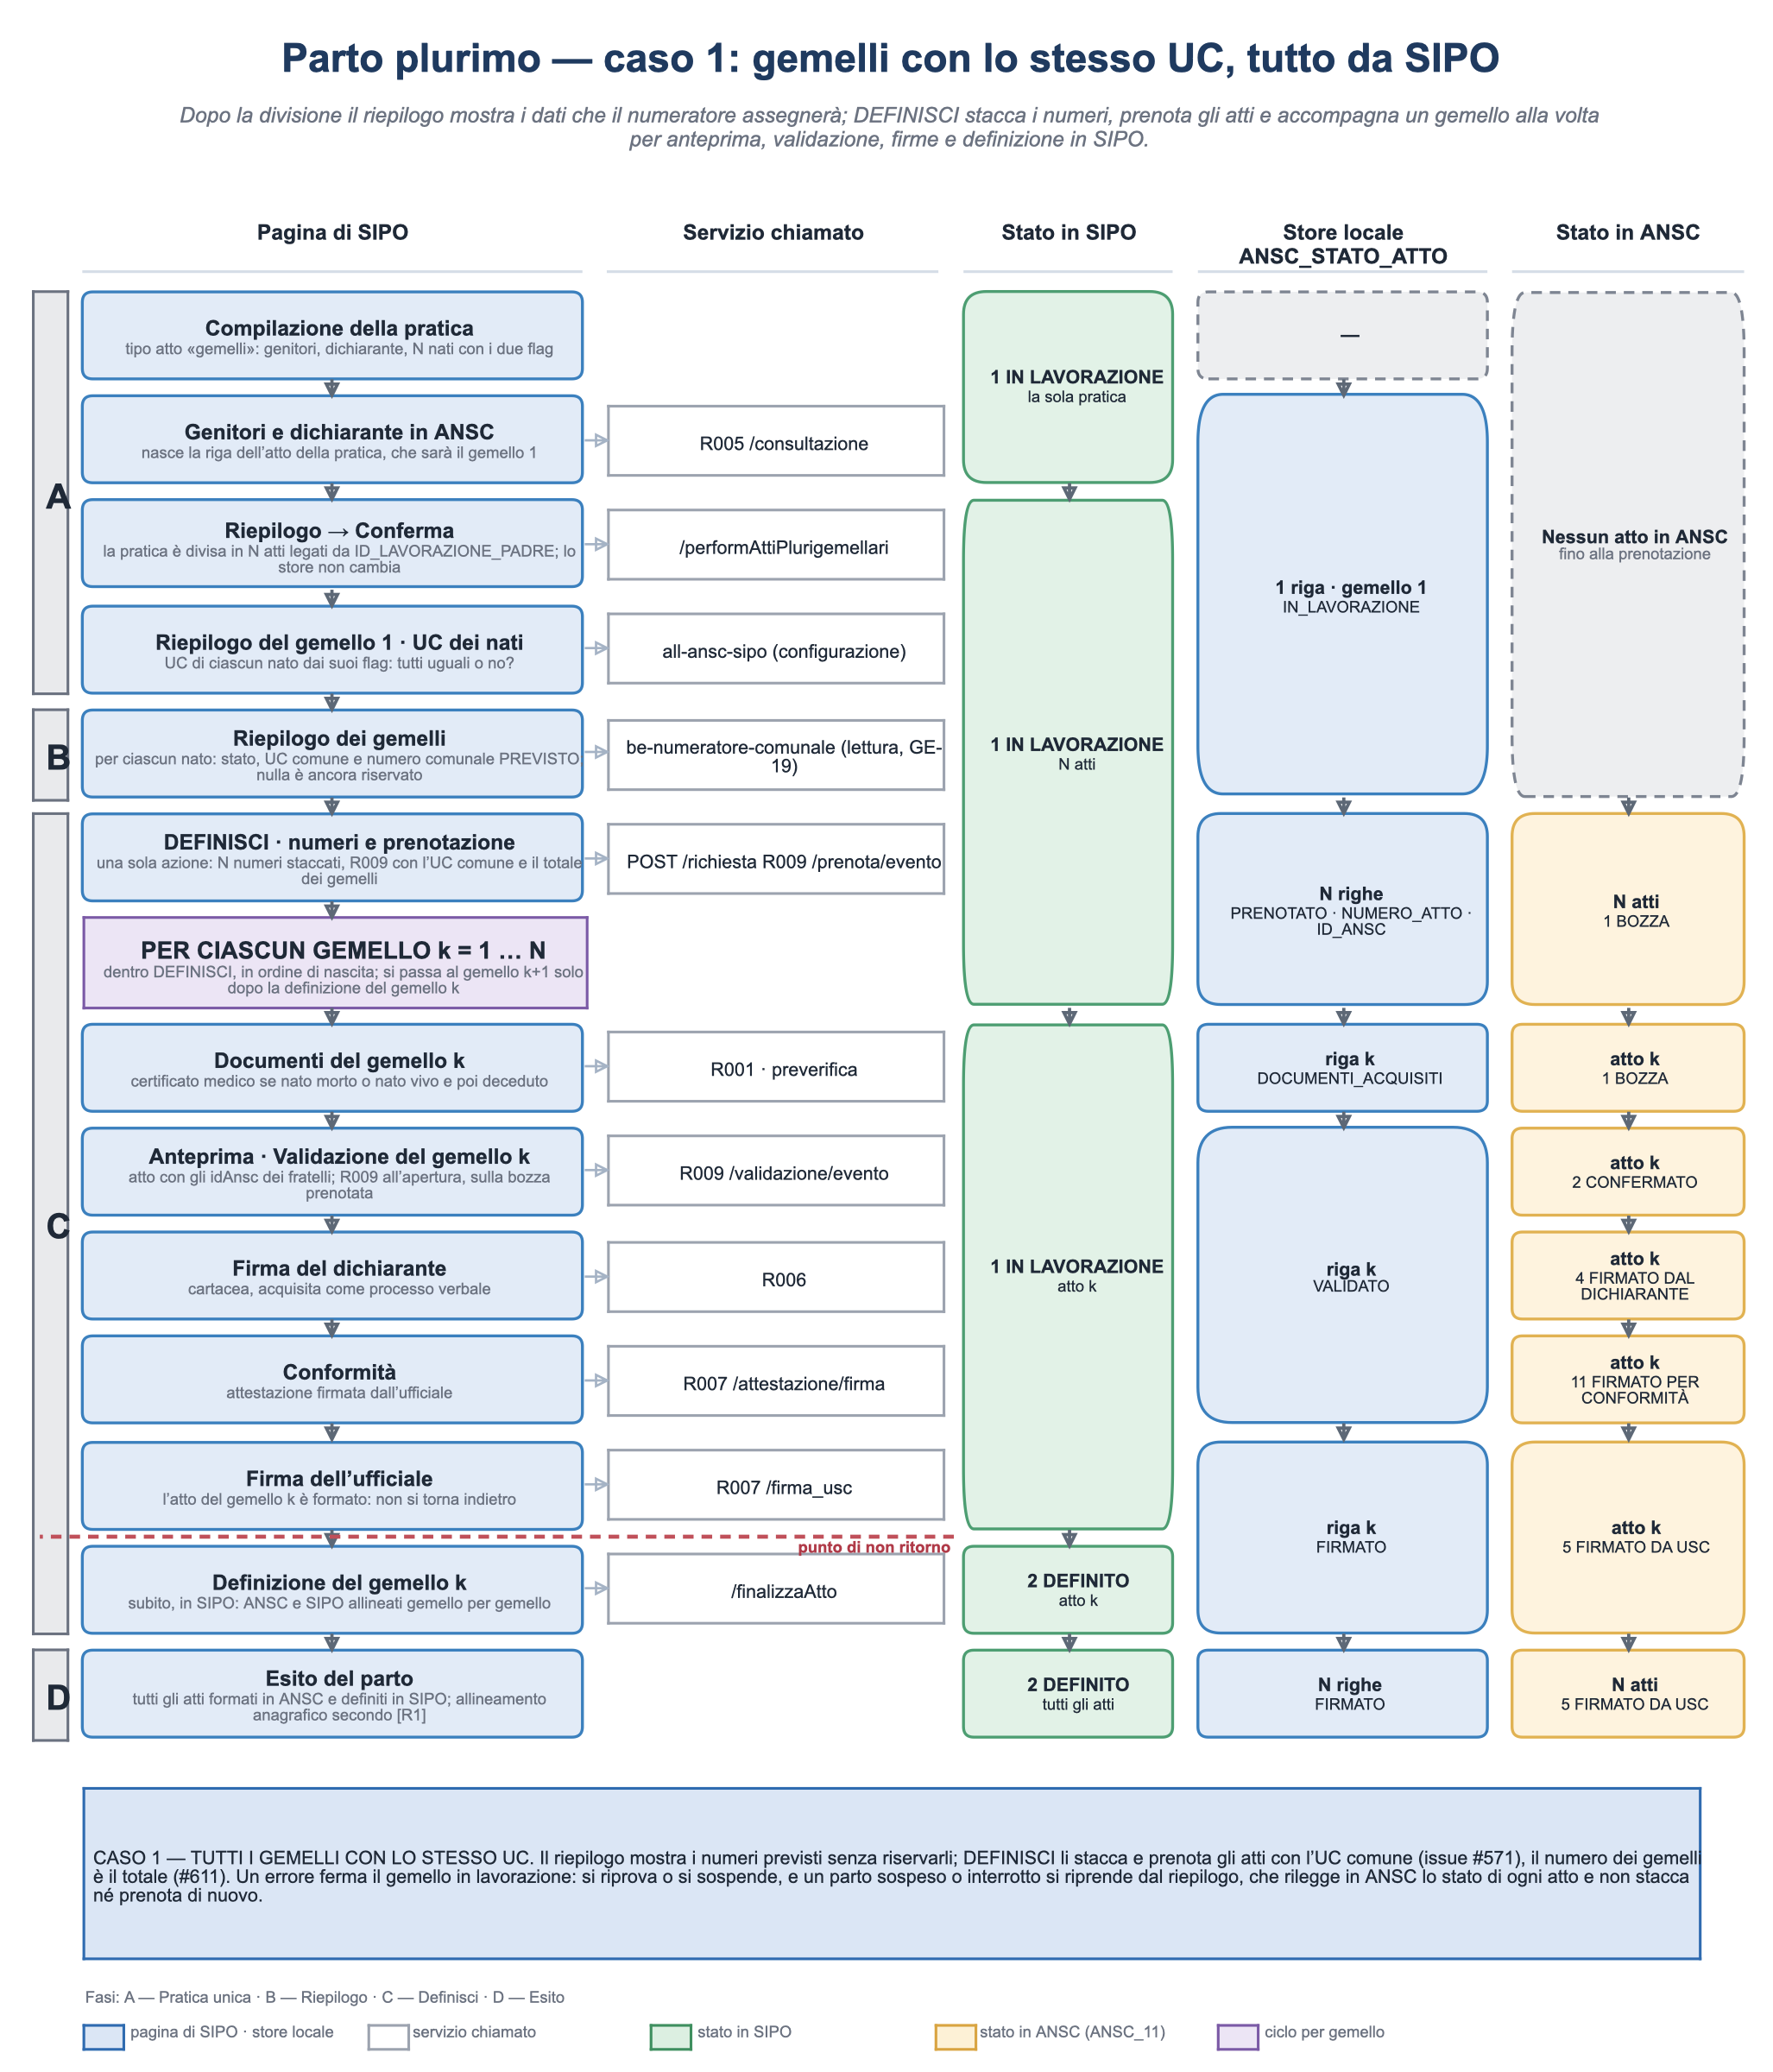 Parto plurimo — caso 1: gemelli con lo stesso UC, tutto da SIPO
Dopo la divisione il riepilogo mostra i dati che il numeratore assegnerà; DEFINISCI stacca i numeri, prenota gli atti e accompagna un gemello alla volta
per anteprima, validazione, firme e definizione in SIPO.
Pagina di SIPO
Servizio chiamato
Stato in SIPO
Store locale
ANSC_STATO_ATTO
Stato in ANSC
A
Compilazione della pratica
tipo atto «gemelli»: genitori, dichiarante, N nati con i due flag
1 IN LAVORAZIONE
la sola pratica
—
Nessun atto in ANSC
fino alla prenotazione
Genitori e dichiarante in ANSC
nasce la riga dell’atto della pratica, che sarà il gemello 1
R005 /consultazione
1 riga · gemello 1
IN_LAVORAZIONE
Riepilogo → Conferma
la pratica è divisa in N atti legati da ID_LAVORAZIONE_PADRE; lo
store non cambia
/performAttiPlurigemellari
1 IN LAVORAZIONE
N atti
Riepilogo del gemello 1 · UC dei nati
UC di ciascun nato dai suoi flag: tutti uguali o no?
all-ansc-sipo (configurazione)
B
Riepilogo dei gemelli
per ciascun nato: stato, UC comune e numero comunale PREVISTO
nulla è ancora riservato
be-numeratore-comunale (lettura, GE-
19)
C
DEFINISCI · numeri e prenotazione
una sola azione: N numeri staccati, R009 con l’UC comune e il totale
dei gemelli
POST /richiesta R009 /prenota/evento
N righe
PRENOTATO · NUMERO_ATTO ·
ID_ANSC
N atti
1 BOZZA
PER CIASCUN GEMELLO k = 1 … N
dentro DEFINISCI, in ordine di nascita; si passa al gemello k+1 solo
dopo la definizione del gemello k
Documenti del gemello k
certificato medico se nato morto o nato vivo e poi deceduto
R001 · preverifica
1 IN LAVORAZIONE
atto k
riga k
DOCUMENTI_ACQUISITI
atto k
1 BOZZA
Anteprima · Validazione del gemello k
atto con gli idAnsc dei fratelli; R009 all’apertura, sulla bozza
prenotata
R009 /validazione/evento
riga k
VALIDATO
atto k
2 CONFERMATO
Firma del dichiarante
cartacea, acquisita come processo verbale
R006
atto k
4 FIRMATO DAL
DICHIARANTE
Conformità
attestazione firmata dall’ufficiale
R007 /attestazione/firma
atto k
11 FIRMATO PER
CONFORMITÀ
Firma dell’ufficiale
l’atto del gemello k è formato: non si torna indietro
R007 /firma_usc
riga k
FIRMATO
atto k
5 FIRMATO DA USC
punto di non ritorno
Definizione del gemello k
subito, in SIPO: ANSC e SIPO allineati gemello per gemello
/finalizzaAtto
2 DEFINITO
atto k
D
Esito del parto
tutti gli atti formati in ANSC e definiti in SIPO; allineamento
anagrafico secondo [R1]
2 DEFINITO
tutti gli atti
N righe
FIRMATO
N atti
5 FIRMATO DA USC
CASO 1 — TUTTI I GEMELLI CON LO STESSO UC. Il riepilogo mostra i numeri previsti senza riservarli; DEFINISCI li stacca e prenota gli atti con l’UC comune (issue #571), il numero dei gemelli
è il totale (#611). Un errore ferma il gemello in lavorazione: si riprova o si sospende, e un parto sospeso o interrotto si riprende dal riepilogo, che rilegge in ANSC lo stato di ogni atto e non stacca
né prenota di nuovo.
Fasi: A — Pratica unica · B — Riepilogo · C — Definisci · D — Esito
pagina di SIPO · store locale
servizio chiamato
stato in SIPO
stato in ANSC (ANSC_11)
ciclo per gemello